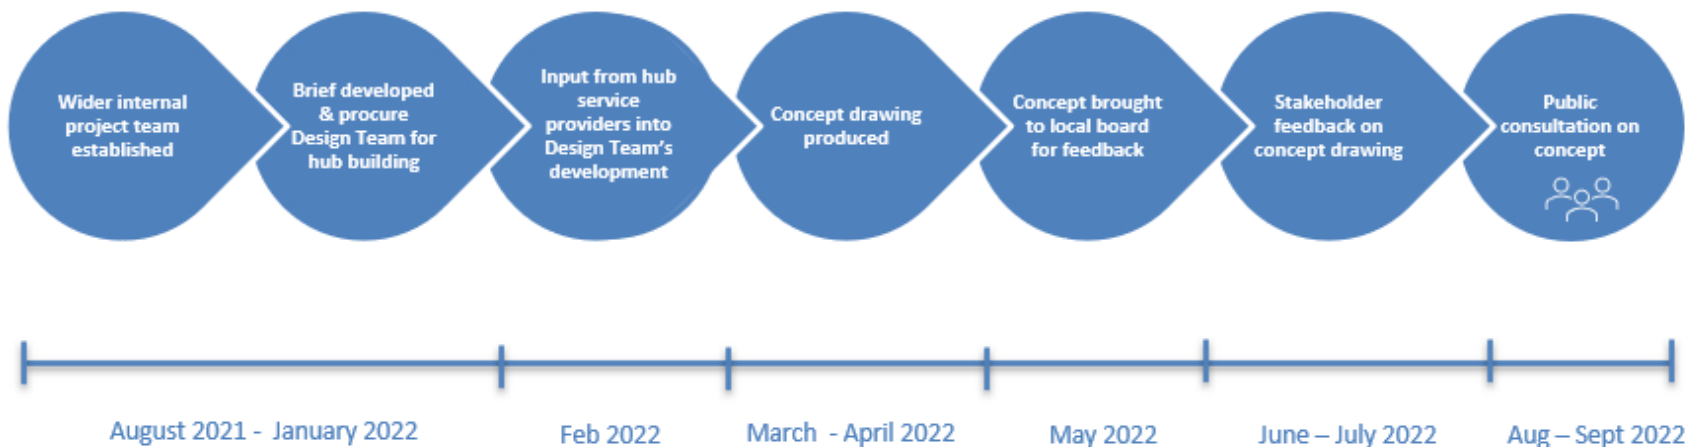 Wider internal
project team
established
Brief developed
& procure
Design Team for
hub building
Input from hub
service
providers into
Design Team's
development
Concept drawing
produced
Concept brought
to local board
for feedback
Stakeholder
feedback on
concept drawing
Public
consultation on
concept
August 2021 - January 2022
Feb 2022
March - April 2022
May 2022
June – July 2022
Aug – Sept 2022